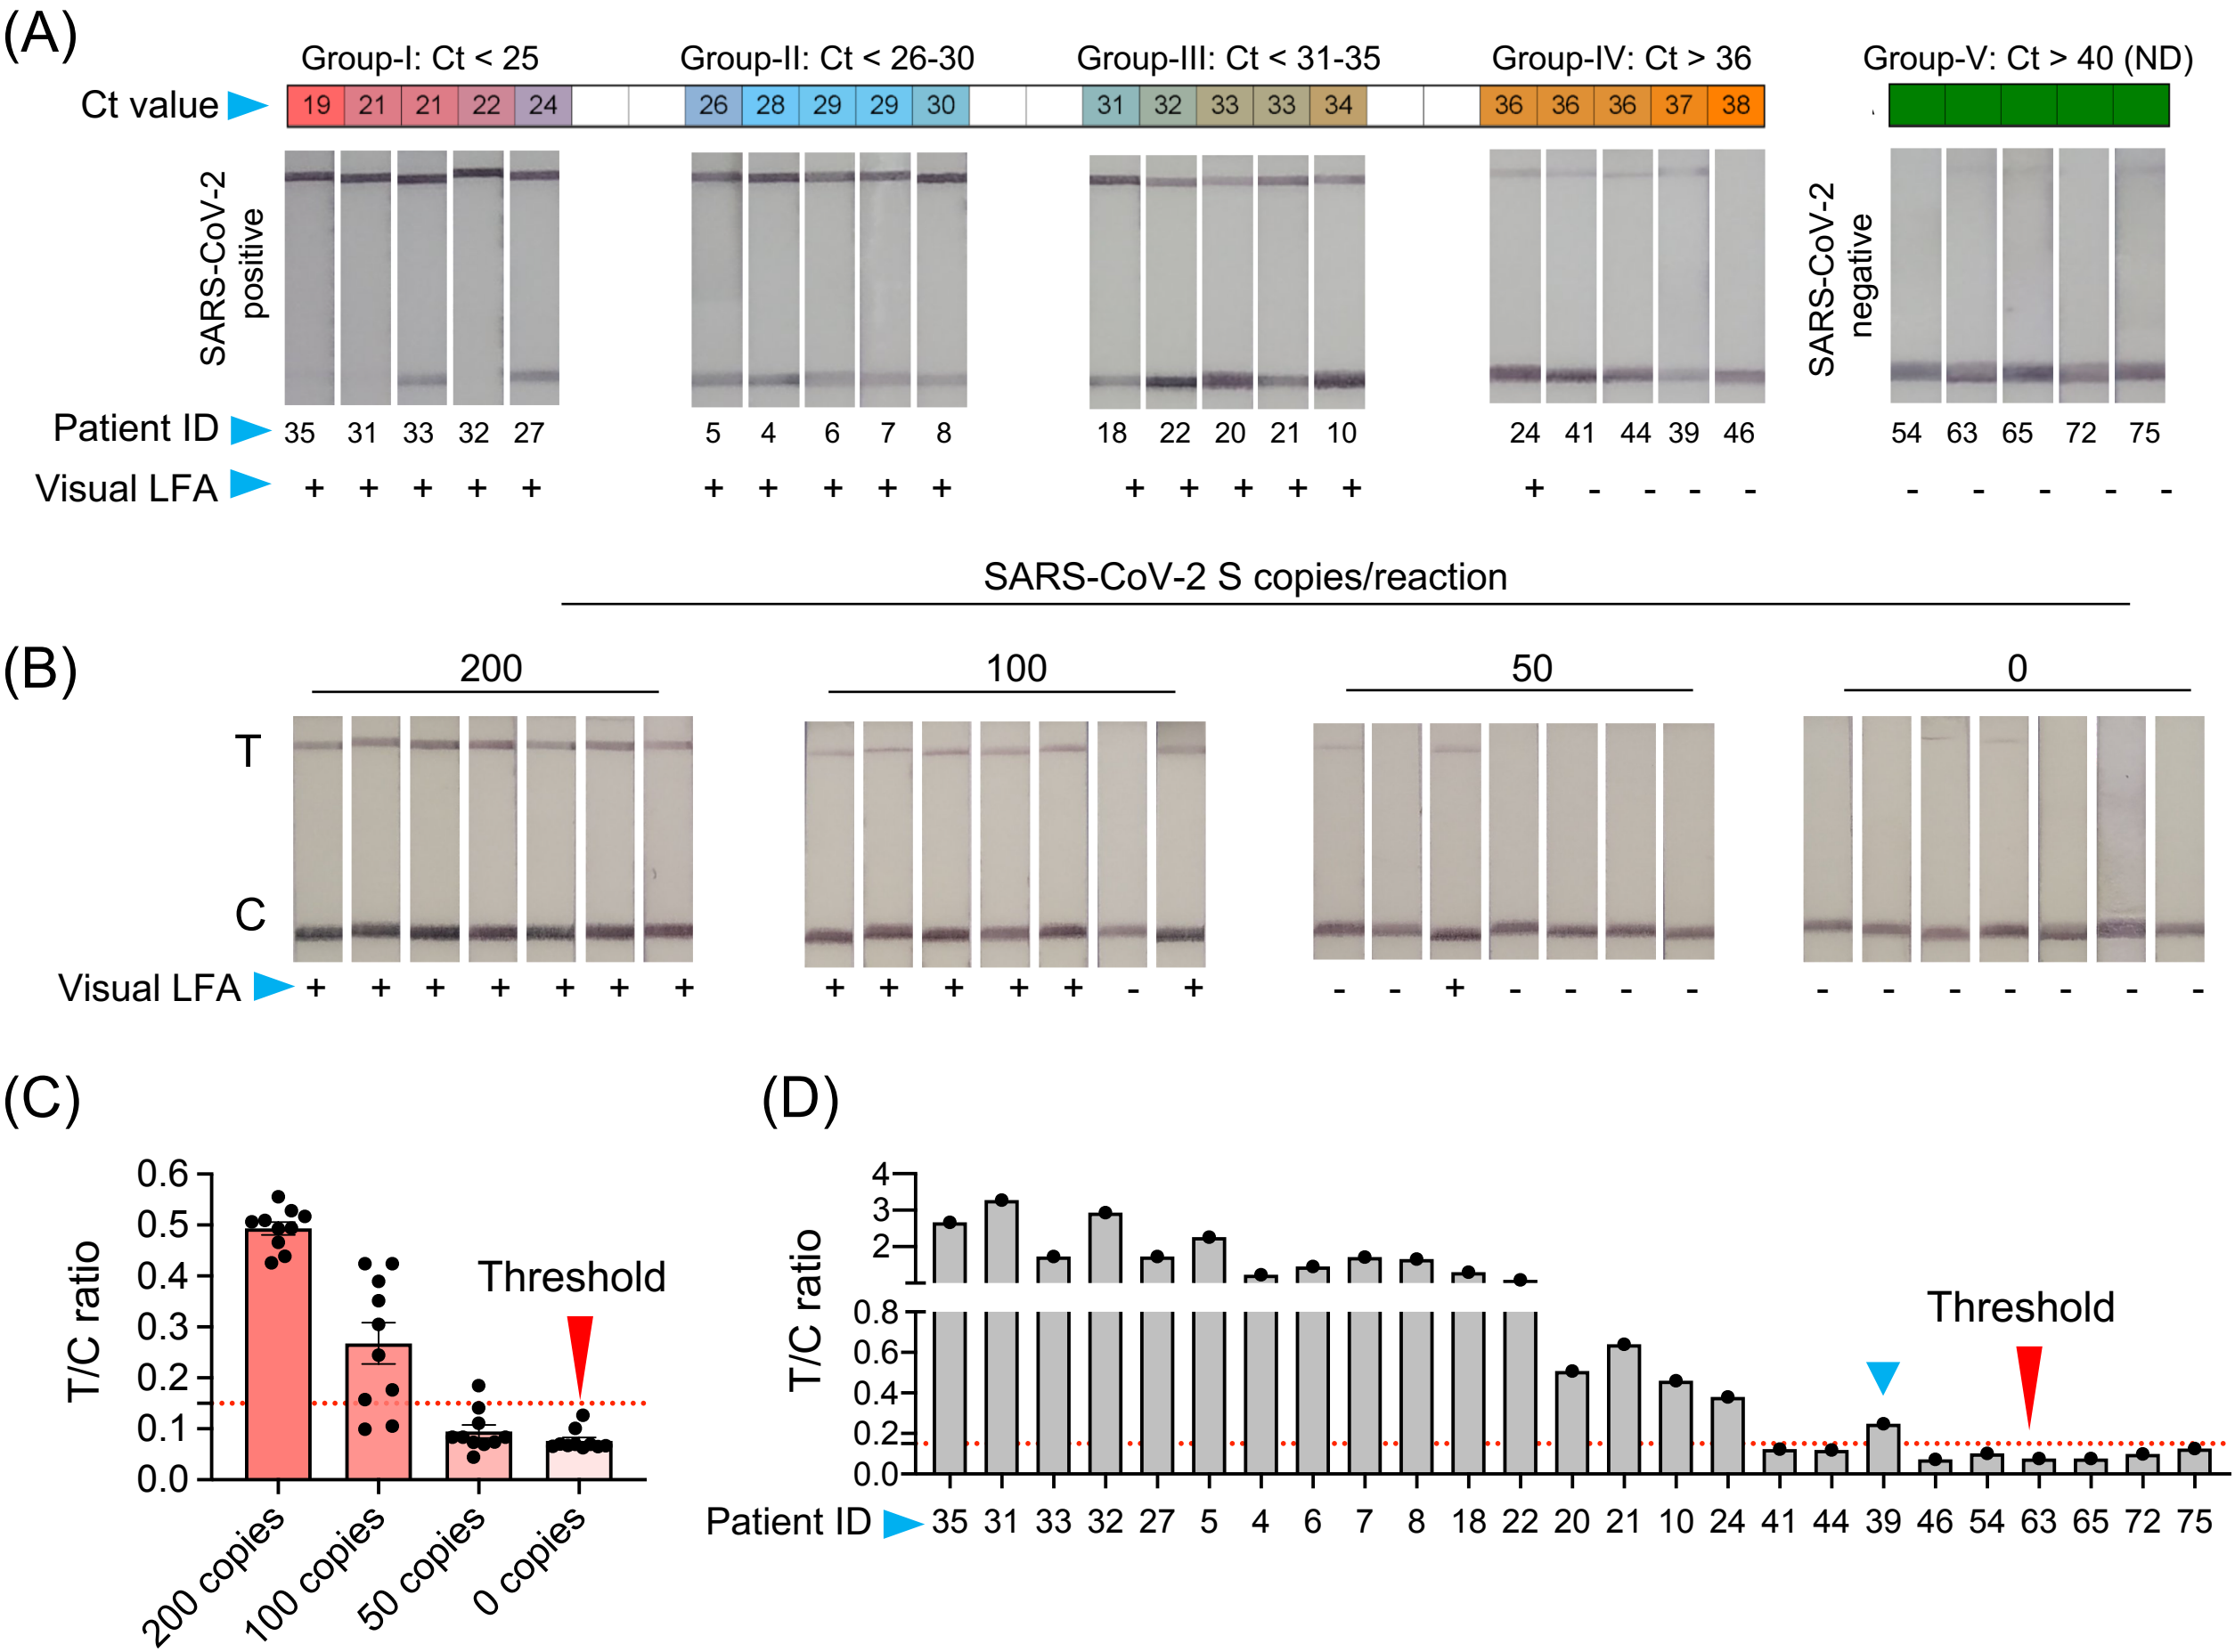 (A)
Group-I: Ct < 25 Group-II: Ct < 26-30 Group-III: Ct < 31-35 Group-IV: Ct > 36 Group-V: Ct > 40 (ND)
Ct value 19 21 21 22 24 26 28 29 29 30 31 32 33 33 34 36 36 36 37 38
SARS-CoV-2
positive
SARS-CoV-2
negative
Patient ID 35 31 33 32 27 5 4 6 7 8 18 22 20 21 10 24 41 44 39 46 54 63 65 72 75
Visual LFA + + + + + + + + + + + + + + + + - - - - - - - - -
SARS-CoV-2 S copies/reaction
(B)
200 100 50 0
T
C
Visual LFA + + + + + + + + + + + + - + - - + - - - - - - - - - - -
(C)
T/C ratio
0.6
0.5
0.4
0.3
0.2
0.1
0.0
Threshold
200 copies
100 copies
50 copies
0 copies
(D)
T/C ratio
4
3
2
0.8
0.6
0.4
0.2
0.0
Threshold
Patient ID 35 31 33 32 27 5 4 6 7 8 18 22 20 21 10 24 41 44 39 46 54 63 65 72 75